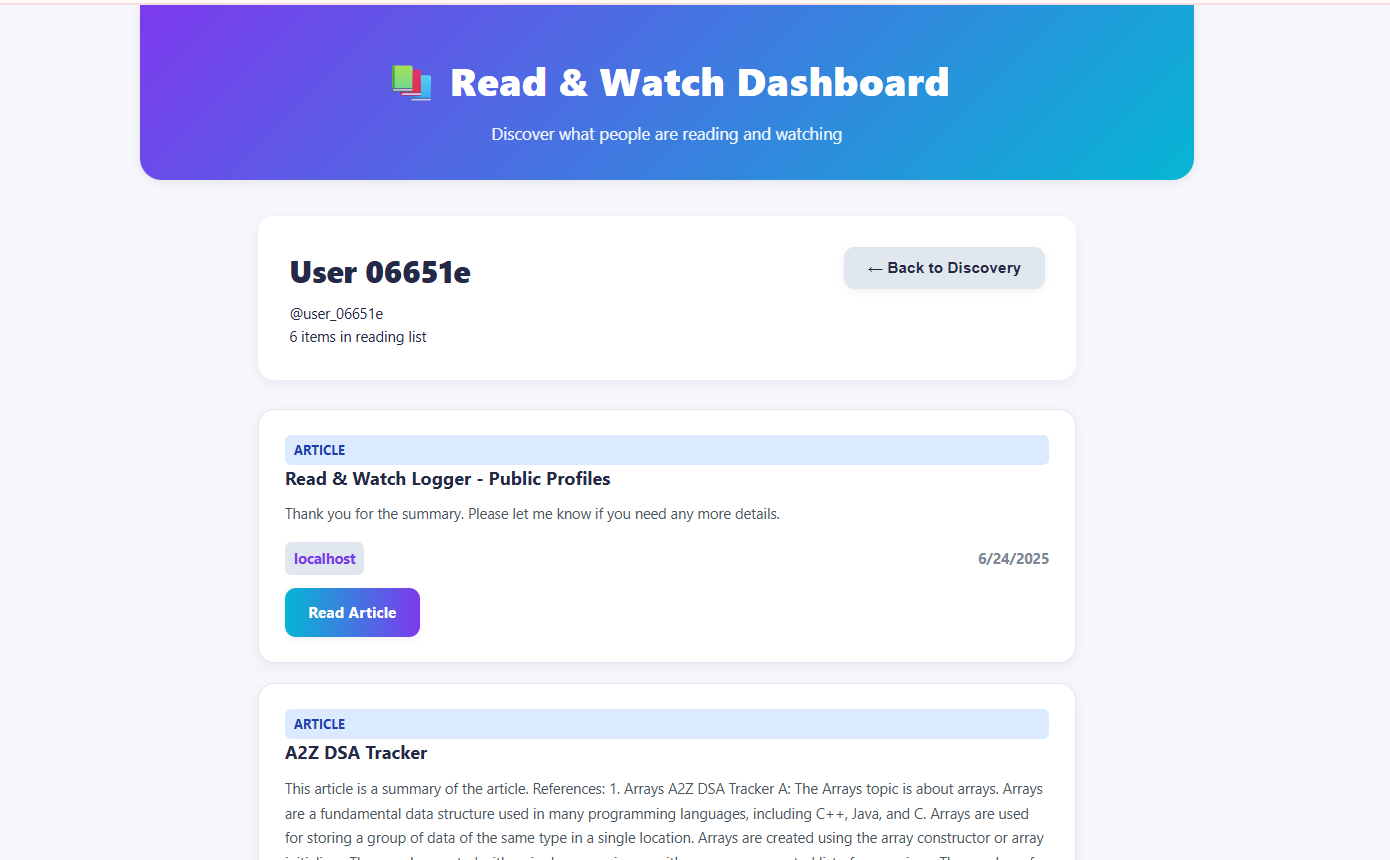 Read & Watch Dashboard
Discover what people are reading and watching
User 06651e
← Back to Discovery
@user_06651e
6 items in reading list
ARTICLE
Read & Watch Logger - Public Profiles
Thank you for the summary. Please let me know if you need any more details.
localhost
6/24/2025
Read Article
ARTICLE
A2Z DSA Tracker
This article is a summary of the article. References: 1. Arrays A2Z DSA Tracker A: The Arrays topic is about arrays. Arrays
are a fundamental data structure used in many programming languages, including C++, Java, and C. Arrays are used
for storing a group of data of the same type in a single location. Arrays are created using the array constructor or array